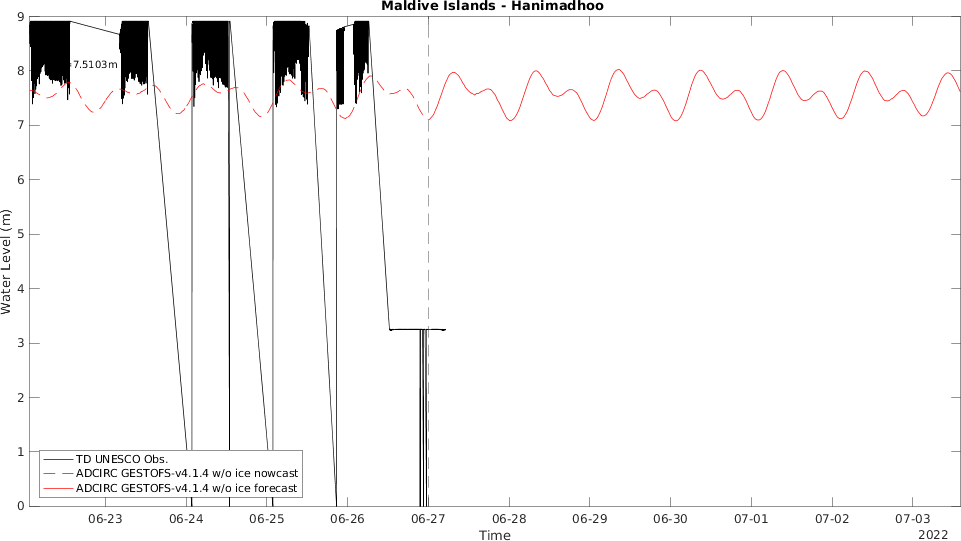 Maldive Islands - Hanimadhoo
9
8
7
6
5
4
3
2
1
0
Water Level (m)
=7.5103m
TD UNESCO Obs.
ADCIRC GESTOFS-v4.1.4 w/o ice nowcast
ADCIRC GESTOFS-v4.1.4 w/o ice forecast
06-23 06-24 06-25 06-26 06-27 06-28 06-29 06-30 07-01 07-02 07-03
Time
2022